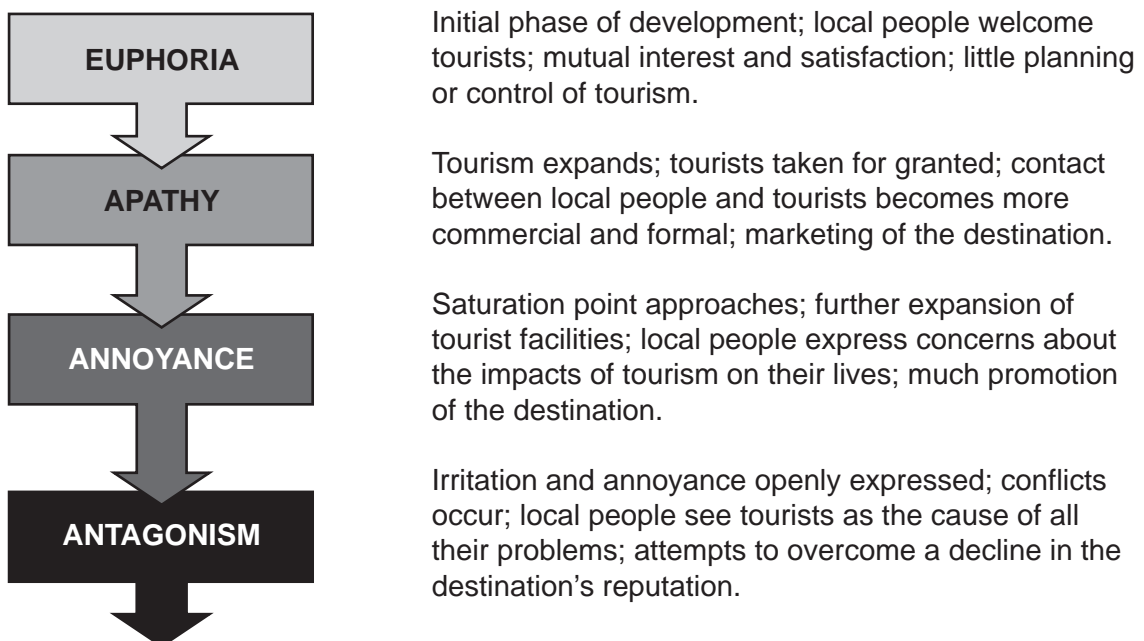 EUPHORIA
Initial phase of development; local people welcome
tourists; mutual interest and satisfaction; little planning
or control of tourism.
APATHY
Tourism expands; tourists taken for granted; contact
between local people and tourists becomes more
commercial and formal; marketing of the destination.
ANNOYANCE
Saturation point approaches; further expansion of
tourist facilities; local people express concerns about
the impacts of tourism on their lives; much promotion
of the destination.
ANTAGONISM
Irritation and annoyance openly expressed; conflicts
occur; local people see tourists as the cause of all
their problems; attempts to overcome a decline in the
destination’s reputation.